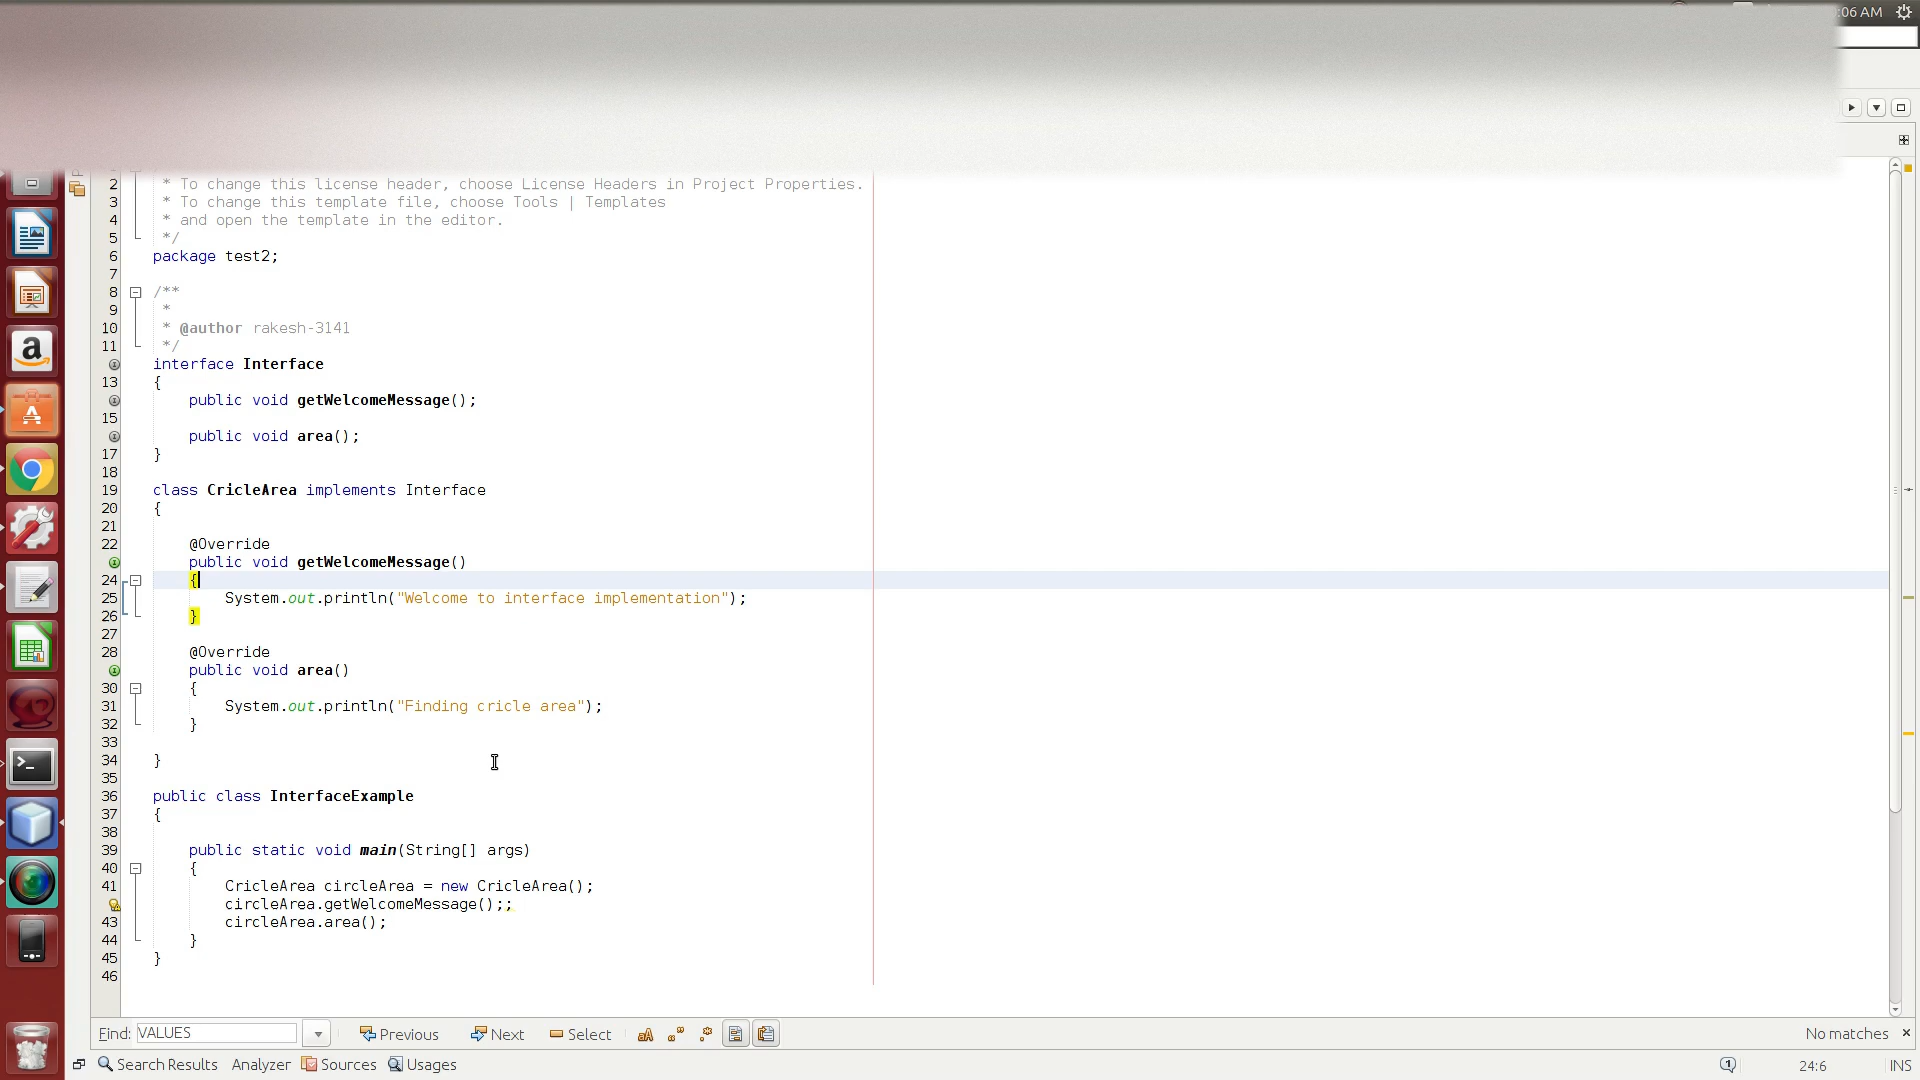 :06 AM
2 * To change this license header, choose License Headers in Project Properties.
3 * To change this template file, choose Tools | Templates
4 * and open the template in the editor.
5 */
6 package test2;
7
8 /**
9 *
10 * @author rakesh-3141
11 */
interface Interface
13 {
public void getWelcomeMessage();
15
public void area();
17 }
18
19 class CricleArea implements Interface
20 {
21
22 @Override
public void getWelcomeMessage()
24 {
25 System.out.println("Welcome to interface implementation");
26 }
27
28 @Override
public void area()
30 {
31 System.out.println("Finding cricle area");
32 }
33
34 }
35
36 public class InterfaceExample
37 {
38
39 public static void main(String[] args)
40 {
41 CricleArea circleArea = new CricleArea();
circleArea.getWelcomeMessage();;
43 circleArea.area();
44 }
45 }
46
Find: VALUES Previous Next Select No matches
Search Results Analyzer Sources Usages 24:6 INS